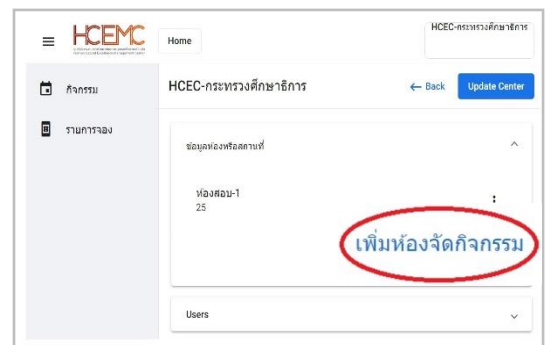 HCEMC
Home
HCEC-กระทรวงศึกษาธิการ
กิจกรรม
รายการจอง
HCEC-กระทรวงศึกษาธิการ
← Back
Update Center
ข้อมูลห้องหรือสถานที่
ห้องสอบ-1
25
เพิ่มห้องจัดกิจกรรม
Users